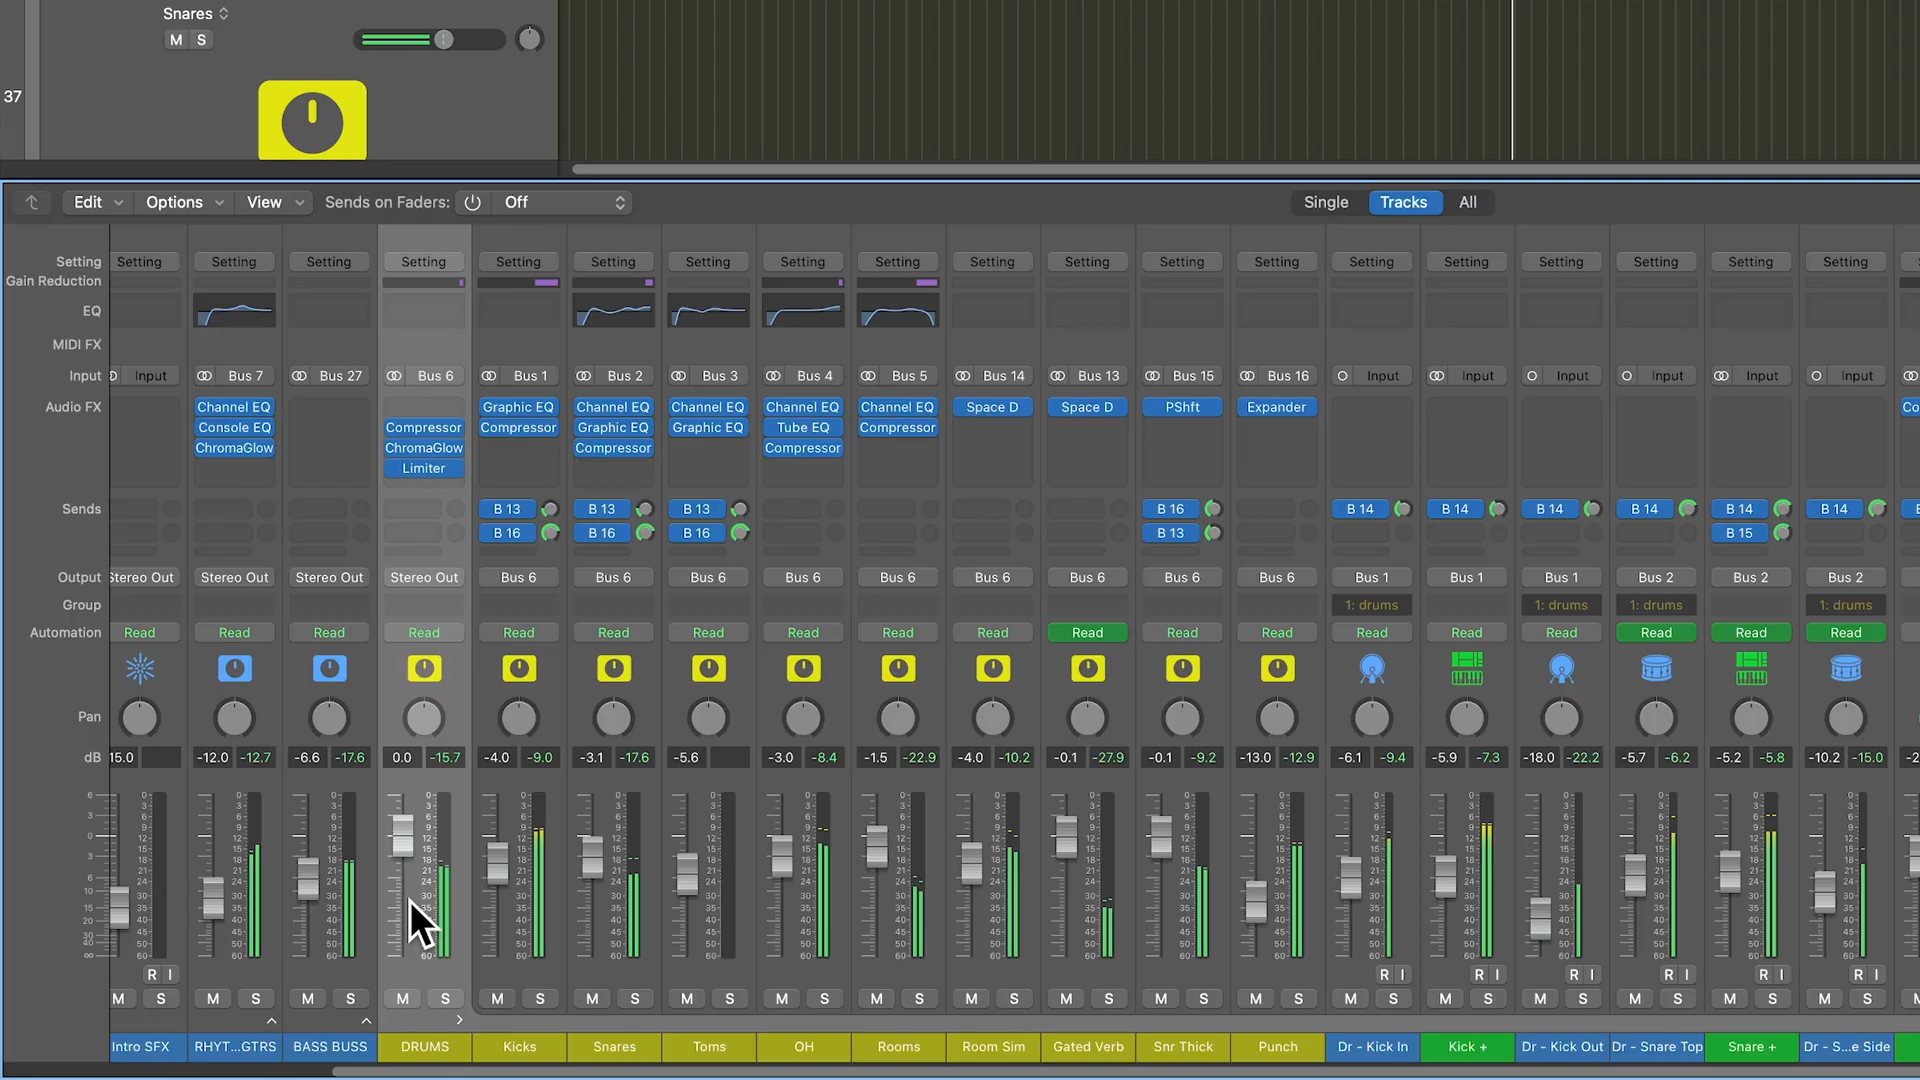 Snares
M S
37
Edit Options View Sends on Faders: Off Single Tracks All
Setting Setting Setting Setting Setting Setting Setting Setting Setting Setting Setting Setting Setting Setting Setting Setting Setting Setting Setting Setting
Gain Reduction
EQ
MIDI FX
Input Input Bus 7 Bus 27 Bus 6 Bus 1 Bus 2 Bus 3 Bus 4 Bus 5 Bus 14 Bus 13 Bus 15 Bus 16 Input Input Input Input Input Input
Audio FX Channel EQ Graphic EQ Channel EQ Channel EQ Channel EQ Channel EQ Space D Space D PShft Expander Co
Console EQ Compressor Compressor Graphic EQ Graphic EQ Tube EQ Compressor
ChromaGlow ChromaGlow Compressor Compressor
Limiter
Sends B 13 B 13 B 13 B 16 B 14 B 14 B 14 B 14 B 14 B 14
B 16 B 16 B 16 B 13 B 15
Output Stereo Out Stereo Out Stereo Out Stereo Out Bus 6 Bus 6 Bus 6 Bus 6 Bus 6 Bus 6 Bus 6 Bus 6 Bus 6 Bus 1 Bus 1 Bus 1 Bus 2 Bus 2 Bus 2
Group 1: drums 1: drums 1: drums 1: drums
Automation Read Read Read Read Read Read Read Read Read Read Read Read Read Read Read Read Read Read Read
Pan
dB 15.0 -12.0 -12.7 -6.6 -17.6 0.0 -15.7 -4.0 -9.0 -3.1 -17.6 -5.6 -3.0 -8.4 -1.5 -22.9 -4.0 -10.2 -0.1 -27.9 -0.1 -9.2 -13.0 -12.9 -6.1 -9.4 -5.9 -7.3 -18.0 -22.2 -5.7 -6.2 -5.2 -5.8 -10.2 -15.0 -2
R I R I R I R I R I R I R I
M S M S M S M S M S M S M S M S M S M S M S M S M S M S M S M S M S M S M S M
Intro SFX RHYT...GTRS BASS BUSS DRUMS Kicks Snares Toms OH Rooms Room Sim Gated Verb Snr Thick Punch Dr - Kick In Kick + Dr - Kick Out Dr - Snare Top Snare + Dr - S...e Side